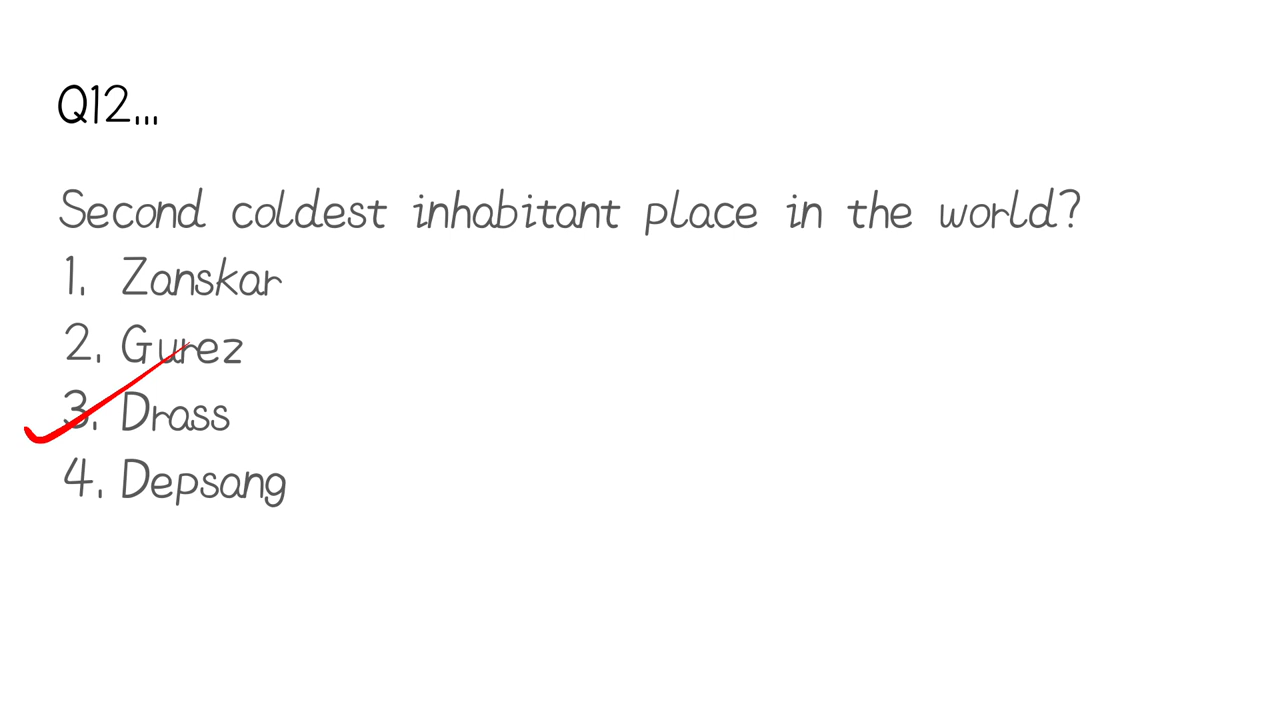 Q12...
Second coldest inhabitant place in the world?
1. Zanskar
2. Gurez
3. Drass
4. Depsang